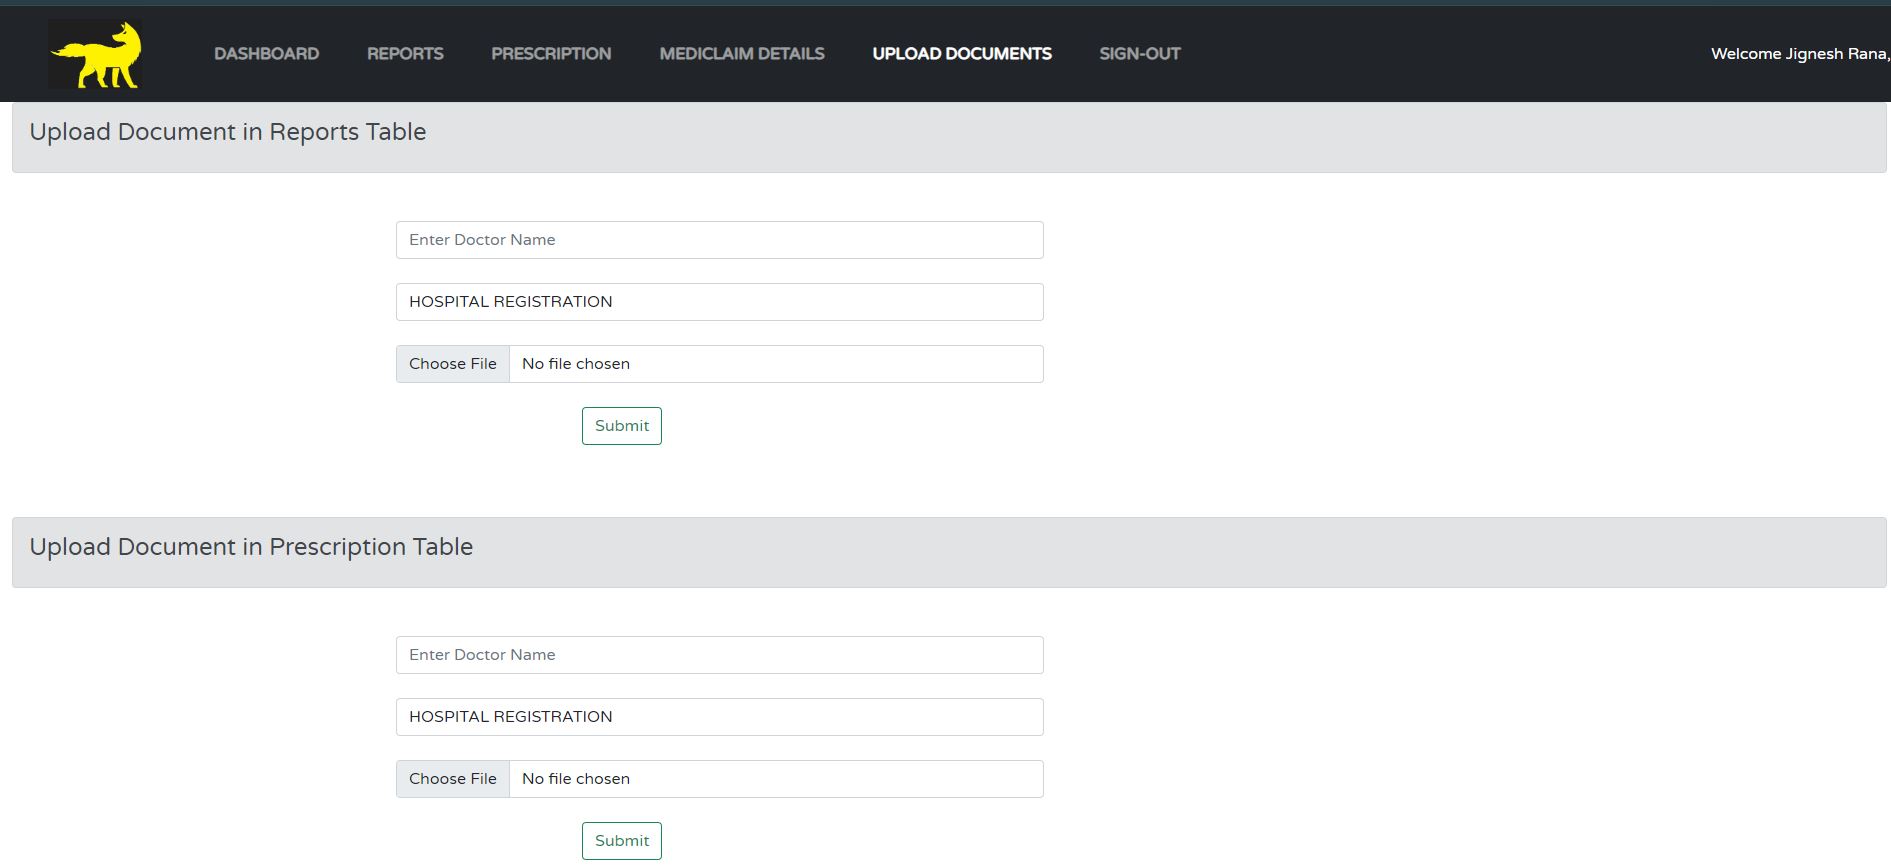 DASHBOARD REPORTS PRESCRIPTION MEDICLAIM DETAILS UPLOAD DOCUMENTS SIGN-OUT Welcome Jignesh Rana,
Upload Document in Reports Table
Enter Doctor Name
HOSPITAL REGISTRATION
Choose File No file chosen
Submit
Upload Document in Prescription Table
Enter Doctor Name
HOSPITAL REGISTRATION
Choose File No file chosen
Submit